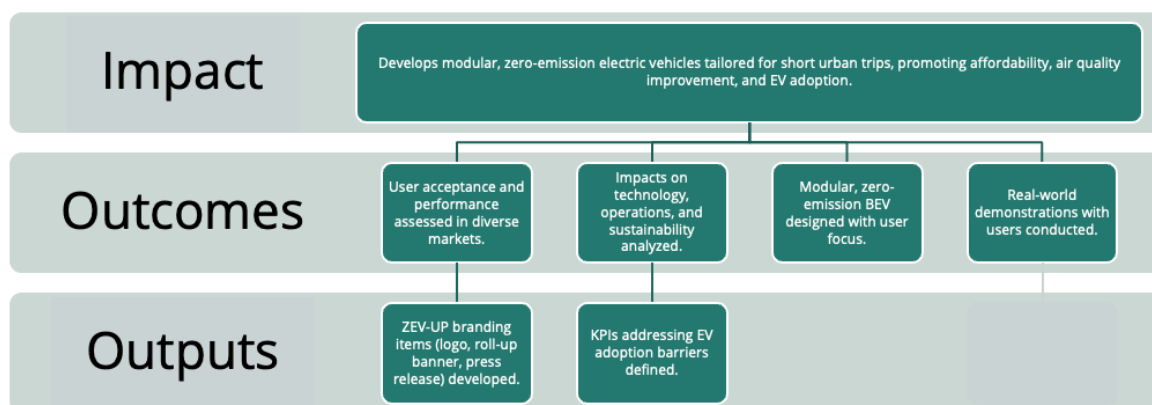 Impact
Develops modular, zero-emission electric vehicles tailored for short urban trips, promoting affordability, air quality
improvement, and EV adoption.
Outcomes
User acceptance and
performance
assessed in diverse
markets.
Impacts on
technology,
operations, and
sustainability
analyzed.
Modular, zero-
emission BEV
designed with user
focus.
Real-world
demonstrations with
users conducted.
Outputs
ZEV-UP branding
items (logo, roll-up
banner, press
release) developed.
KPIs addressing EV
adoption barriers
defined.